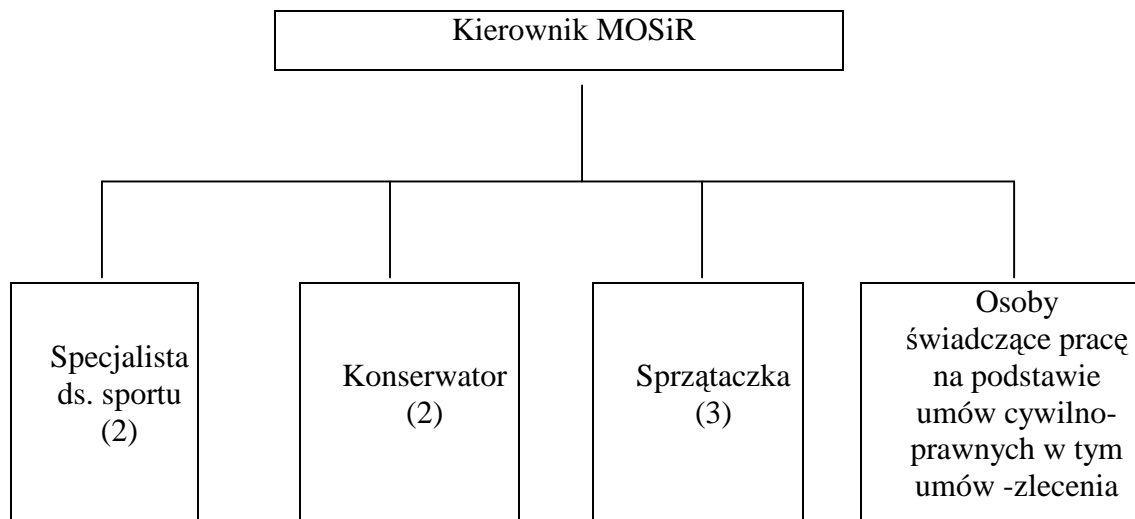 Kierownik MOSiR
Specjalista
ds. sportu
(2)
Konserwator
(2)
Sprzątaczka
(3)
Osoby
świadczące pracę
na podstawie
umów cywilno-
prawnych w tym
umów -zlecenia